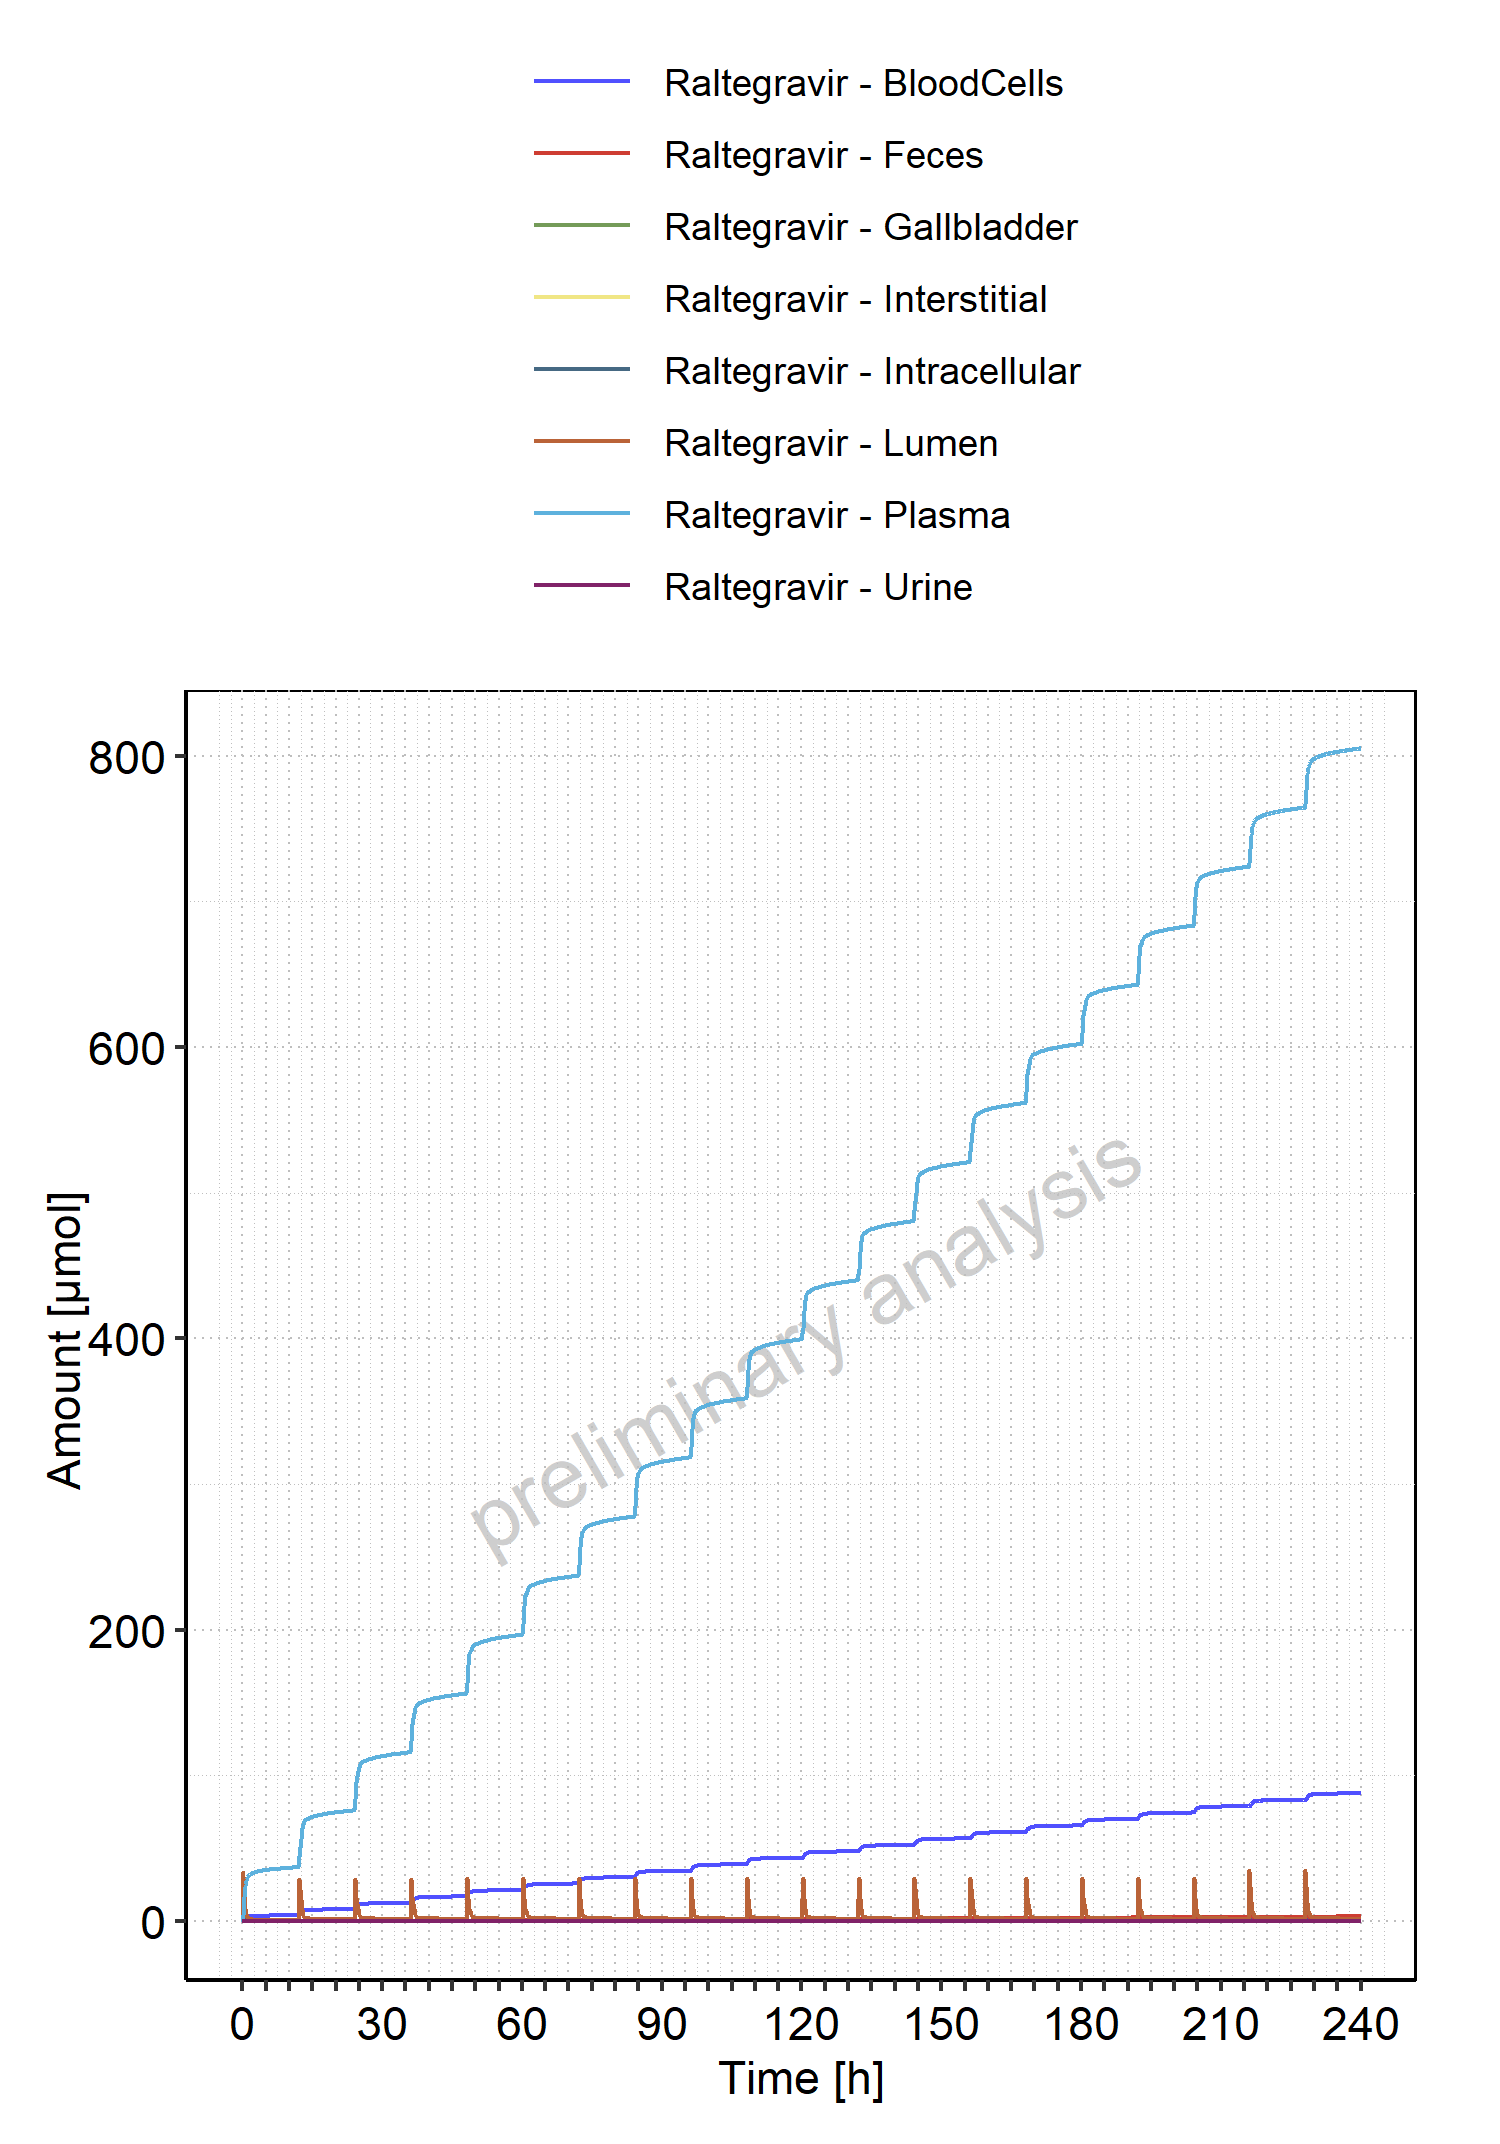 Raltegravir - BloodCells
Raltegravir - Feces
Raltegravir - Gallbladder
Raltegravir - Interstitial
Raltegravir - Intracellular
Raltegravir - Lumen
Raltegravir - Plasma
Raltegravir - Urine
800
600
400
200
0
Amount [µmol]
preliminary analysis
0 30 60 90 120 150 180 210 240
Time [h]